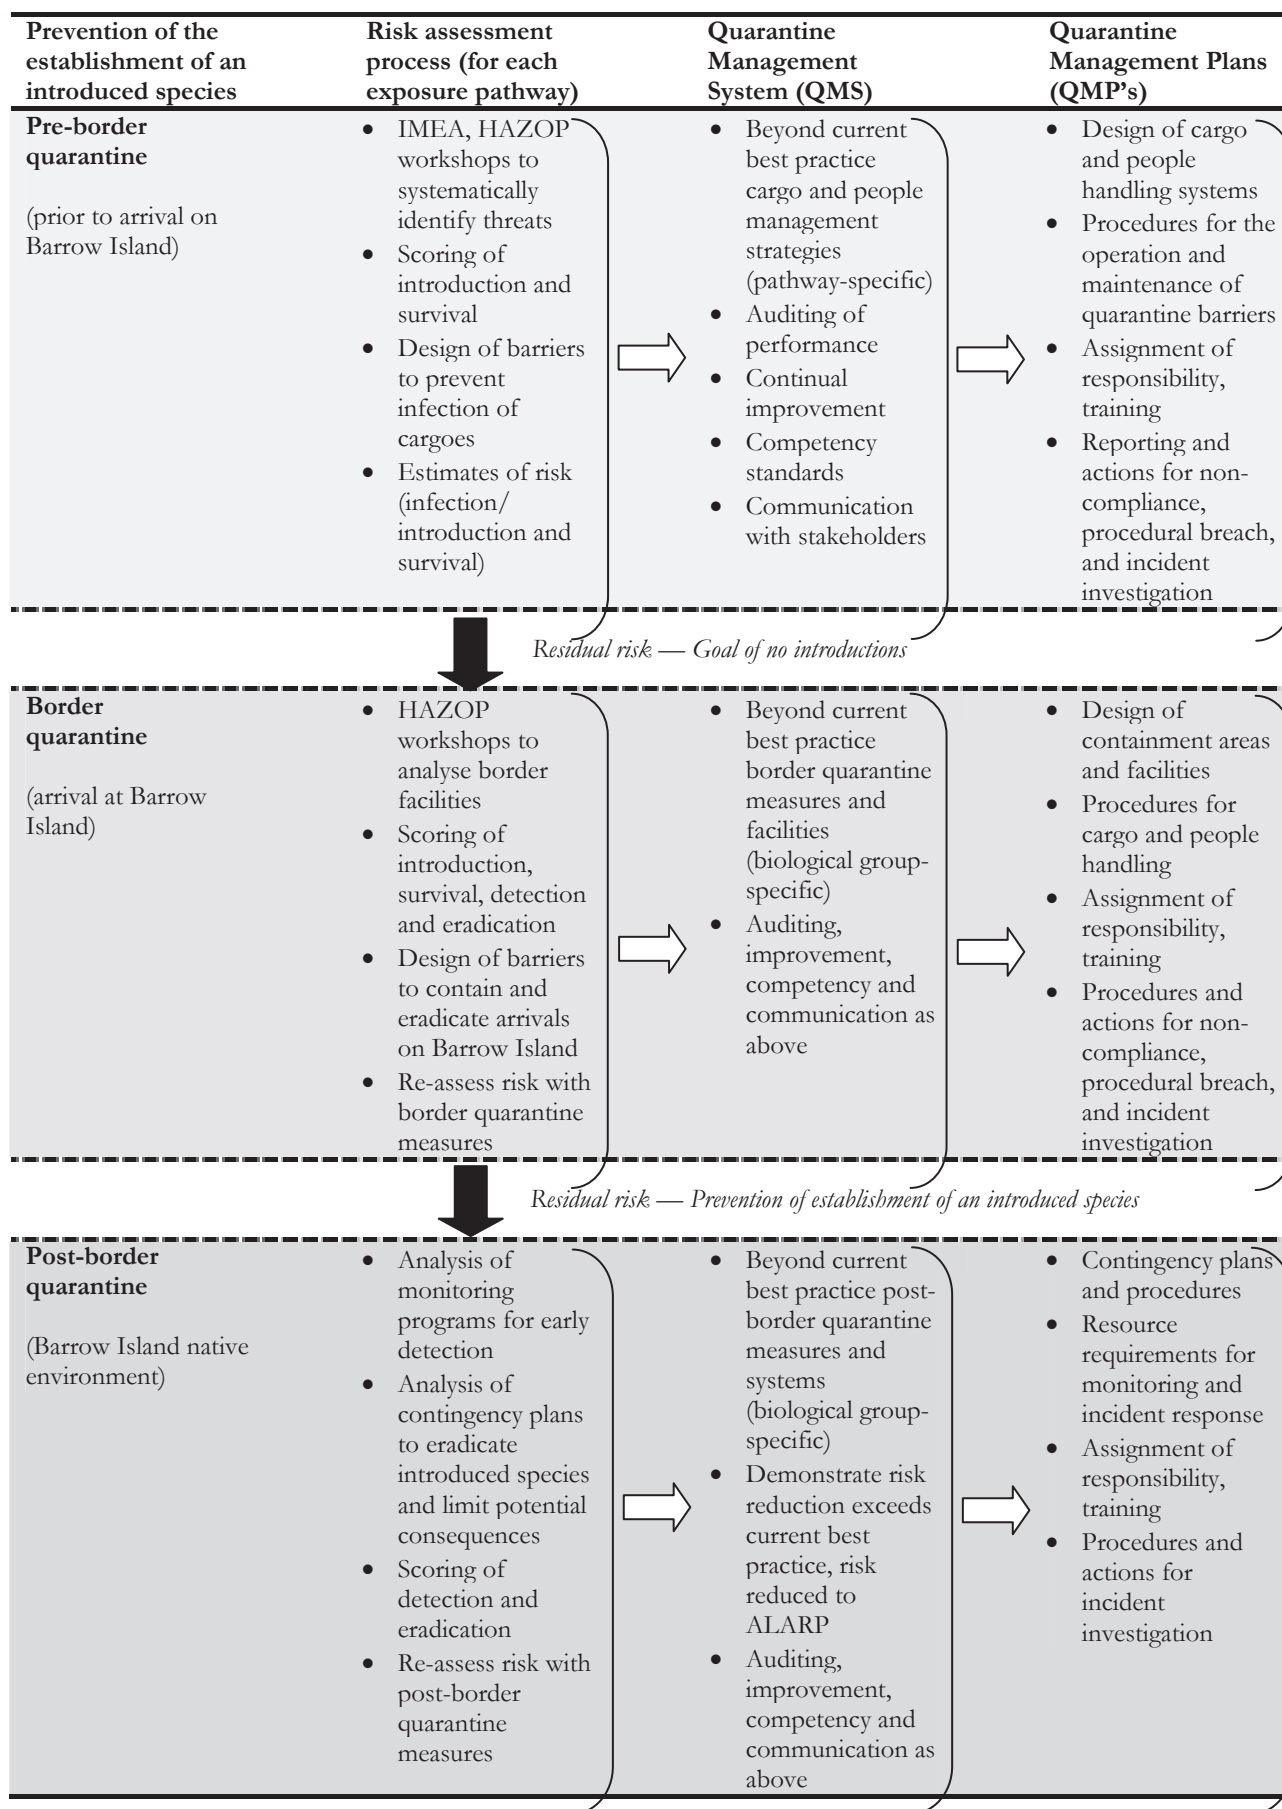 Prevention of the
establishment of an
introduced species
Risk assessment
process (for each
exposure pathway)
Quarantine
Management
System (QMS)
Quarantine
Management Plans
(QMP's)
Pre-border
quarantine
(prior to arrival on
Barrow Island)
• IMEA, HAZOP
workshops to
systematically
identify threats
• Scoring of
introduction and
survival
• Design of barriers
to prevent
infection of
cargoes
• Estimates of risk
(infection/
introduction and
survival)
• Beyond current
best practice
cargo and people
management
strategies
(pathway-specific)
• Auditing of
performance
• Continual
improvement
• Competency
standards
• Communication
with stakeholders
• Design of cargo
and people
handling systems
• Procedures for the
operation and
maintenance of
quarantine barriers
• Assignment of
responsibility,
training
• Reporting and
actions for non-
compliance,
procedural breach,
and incident
investigation
Residual risk — Goal of no introductions
Border
quarantine
(arrival at Barrow
Island)
• HAZOP
workshops to
analyse border
facilities
• Scoring of
introduction,
survival, detection
and eradication
• Design of barriers
to contain and
eradicate arrivals
on Barrow Island
• Re-assess risk with
border quarantine
measures
• Beyond current
best practice
border quarantine
measures and
facilities
(biological group-
specific)
• Auditing,
improvement,
competency and
communication as
above
• Design of
containment areas
and facilities
• Procedures for
cargo and people
handling
• Assignment of
responsibility,
training
• Procedures and
actions for non-
compliance,
procedural breach,
and incident
investigation
Residual risk — Prevention of establishment of an introduced species
Post-border
quarantine
(Barrow Island native
environment)
• Analysis of
monitoring
programs for early
detection
• Analysis of
contingency plans
to eradicate
introduced species
and limit potential
consequences
• Scoring of
detection and
eradication
• Re-assess risk with
post-border
quarantine
measures
• Beyond current
best practice post-
border quarantine
measures and
systems
(biological group-
specific)
• Demonstrate risk
reduction exceeds
current best
practice, risk
reduced to
ALARP
• Auditing,
improvement,
competency and
communication as
above
• Contingency plans
and procedures
• Resource
requirements for
monitoring and
incident response
• Assignment of
responsibility,
training
• Procedures and
actions for
incident
investigation